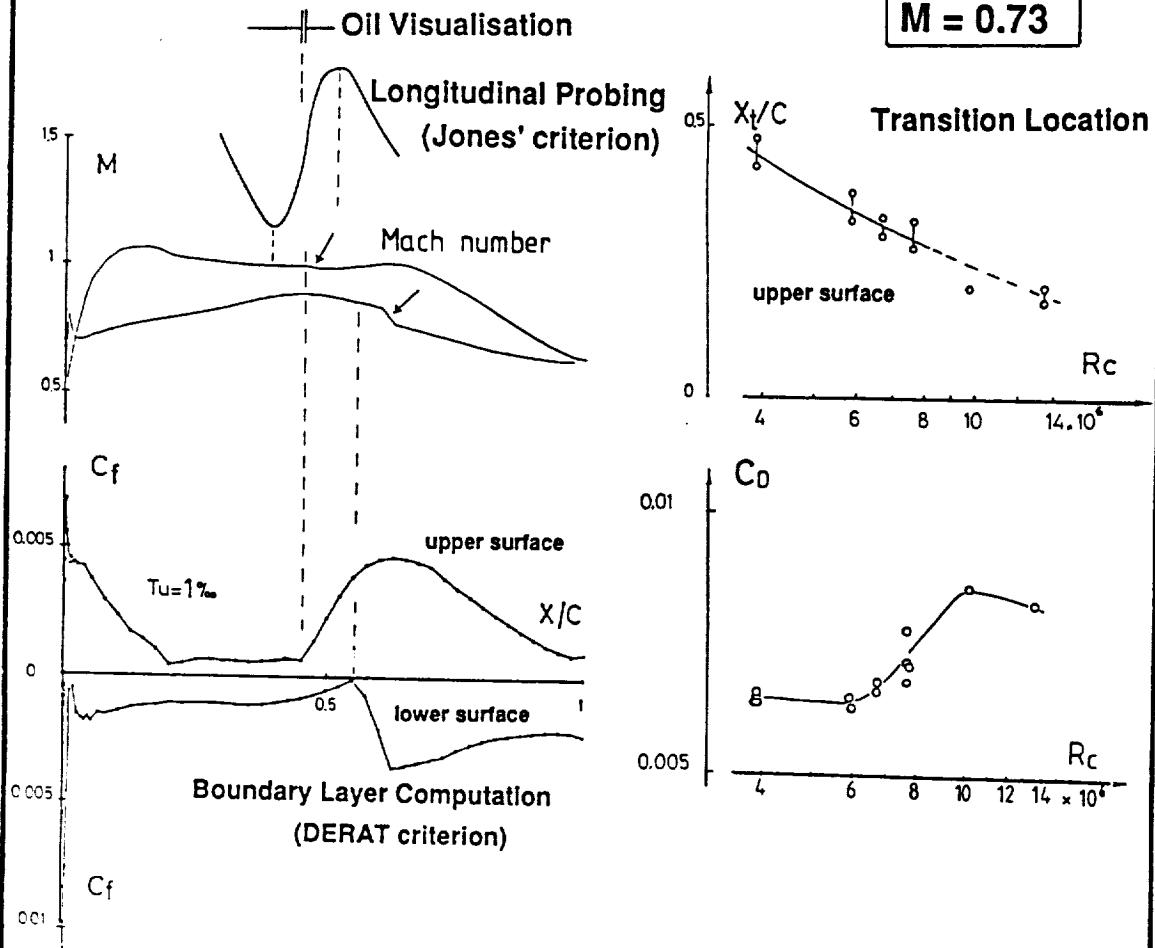 Oil Visualisation
M = 0.73
Longitudinal Probing
(Jones' criterion)
1.5
M
1
Mach number
0.5
Xt/C
0.5
Transition Location
upper surface
0
Rc
4 6 8 10 14.10⁶
Cf
0.005
upper surface
Tu=1‰
X/C
0
0.5
1
lower surface
0.005
Boundary Layer Computation
(DERAT criterion)
Cf
0.01
CD
0.01
0.005
Rc
4 6 8 10 12 14 × 10⁶